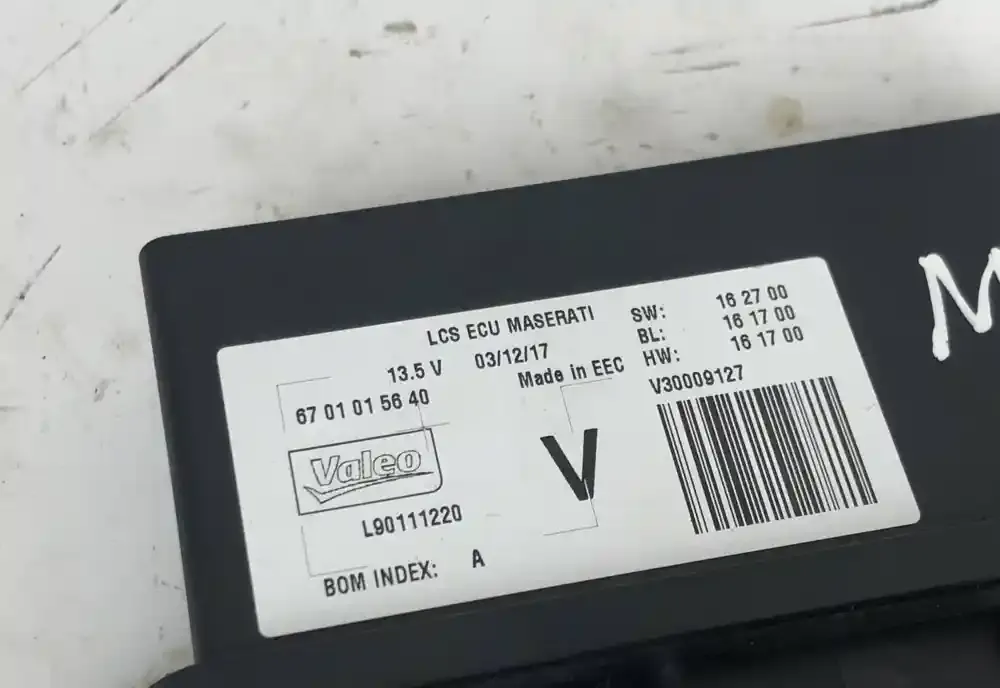 LCS ECU MASERATI
13.5 V 03/12/17
Made in EEC
67 01 01 56 40
SW: 16 27 00
BL: 16 17 00
HW: 16 17 00
V30009127
Valeo
V
L90111220
BOM INDEX: A
M